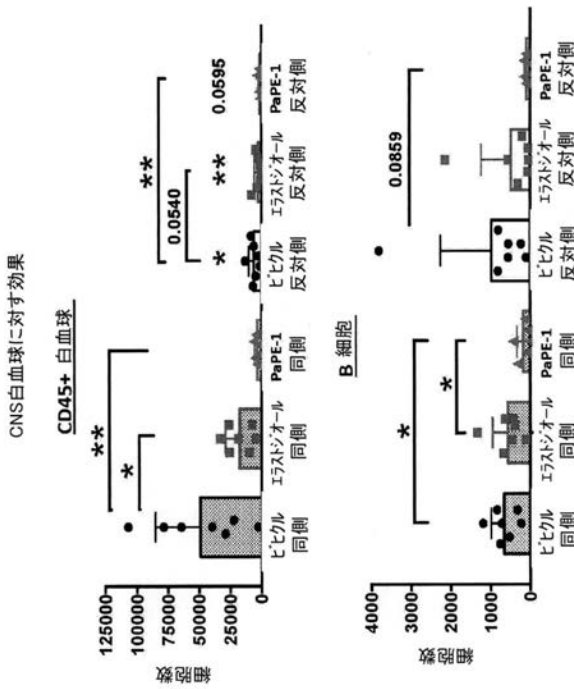 CNS白血球に対す効果
CD45+ 白血球
細胞数
125000
100000
75000
50000
25000
0
**
*
**
0.0540
*
**
0.0595
ビヒクル
同側
エラストジオール
同側
PaPE-1
同側
ビヒクル
反対側
エラストジオール
反対側
PaPE-1
反対側
B 細胞
細胞数
4000
3000
2000
1000
0
*
*
0.0859
ビヒクル
同側
エラストジオール
同側
PaPE-1
同側
ビヒクル
反対側
エラストジオール
反対側
PaPE-1
反対側